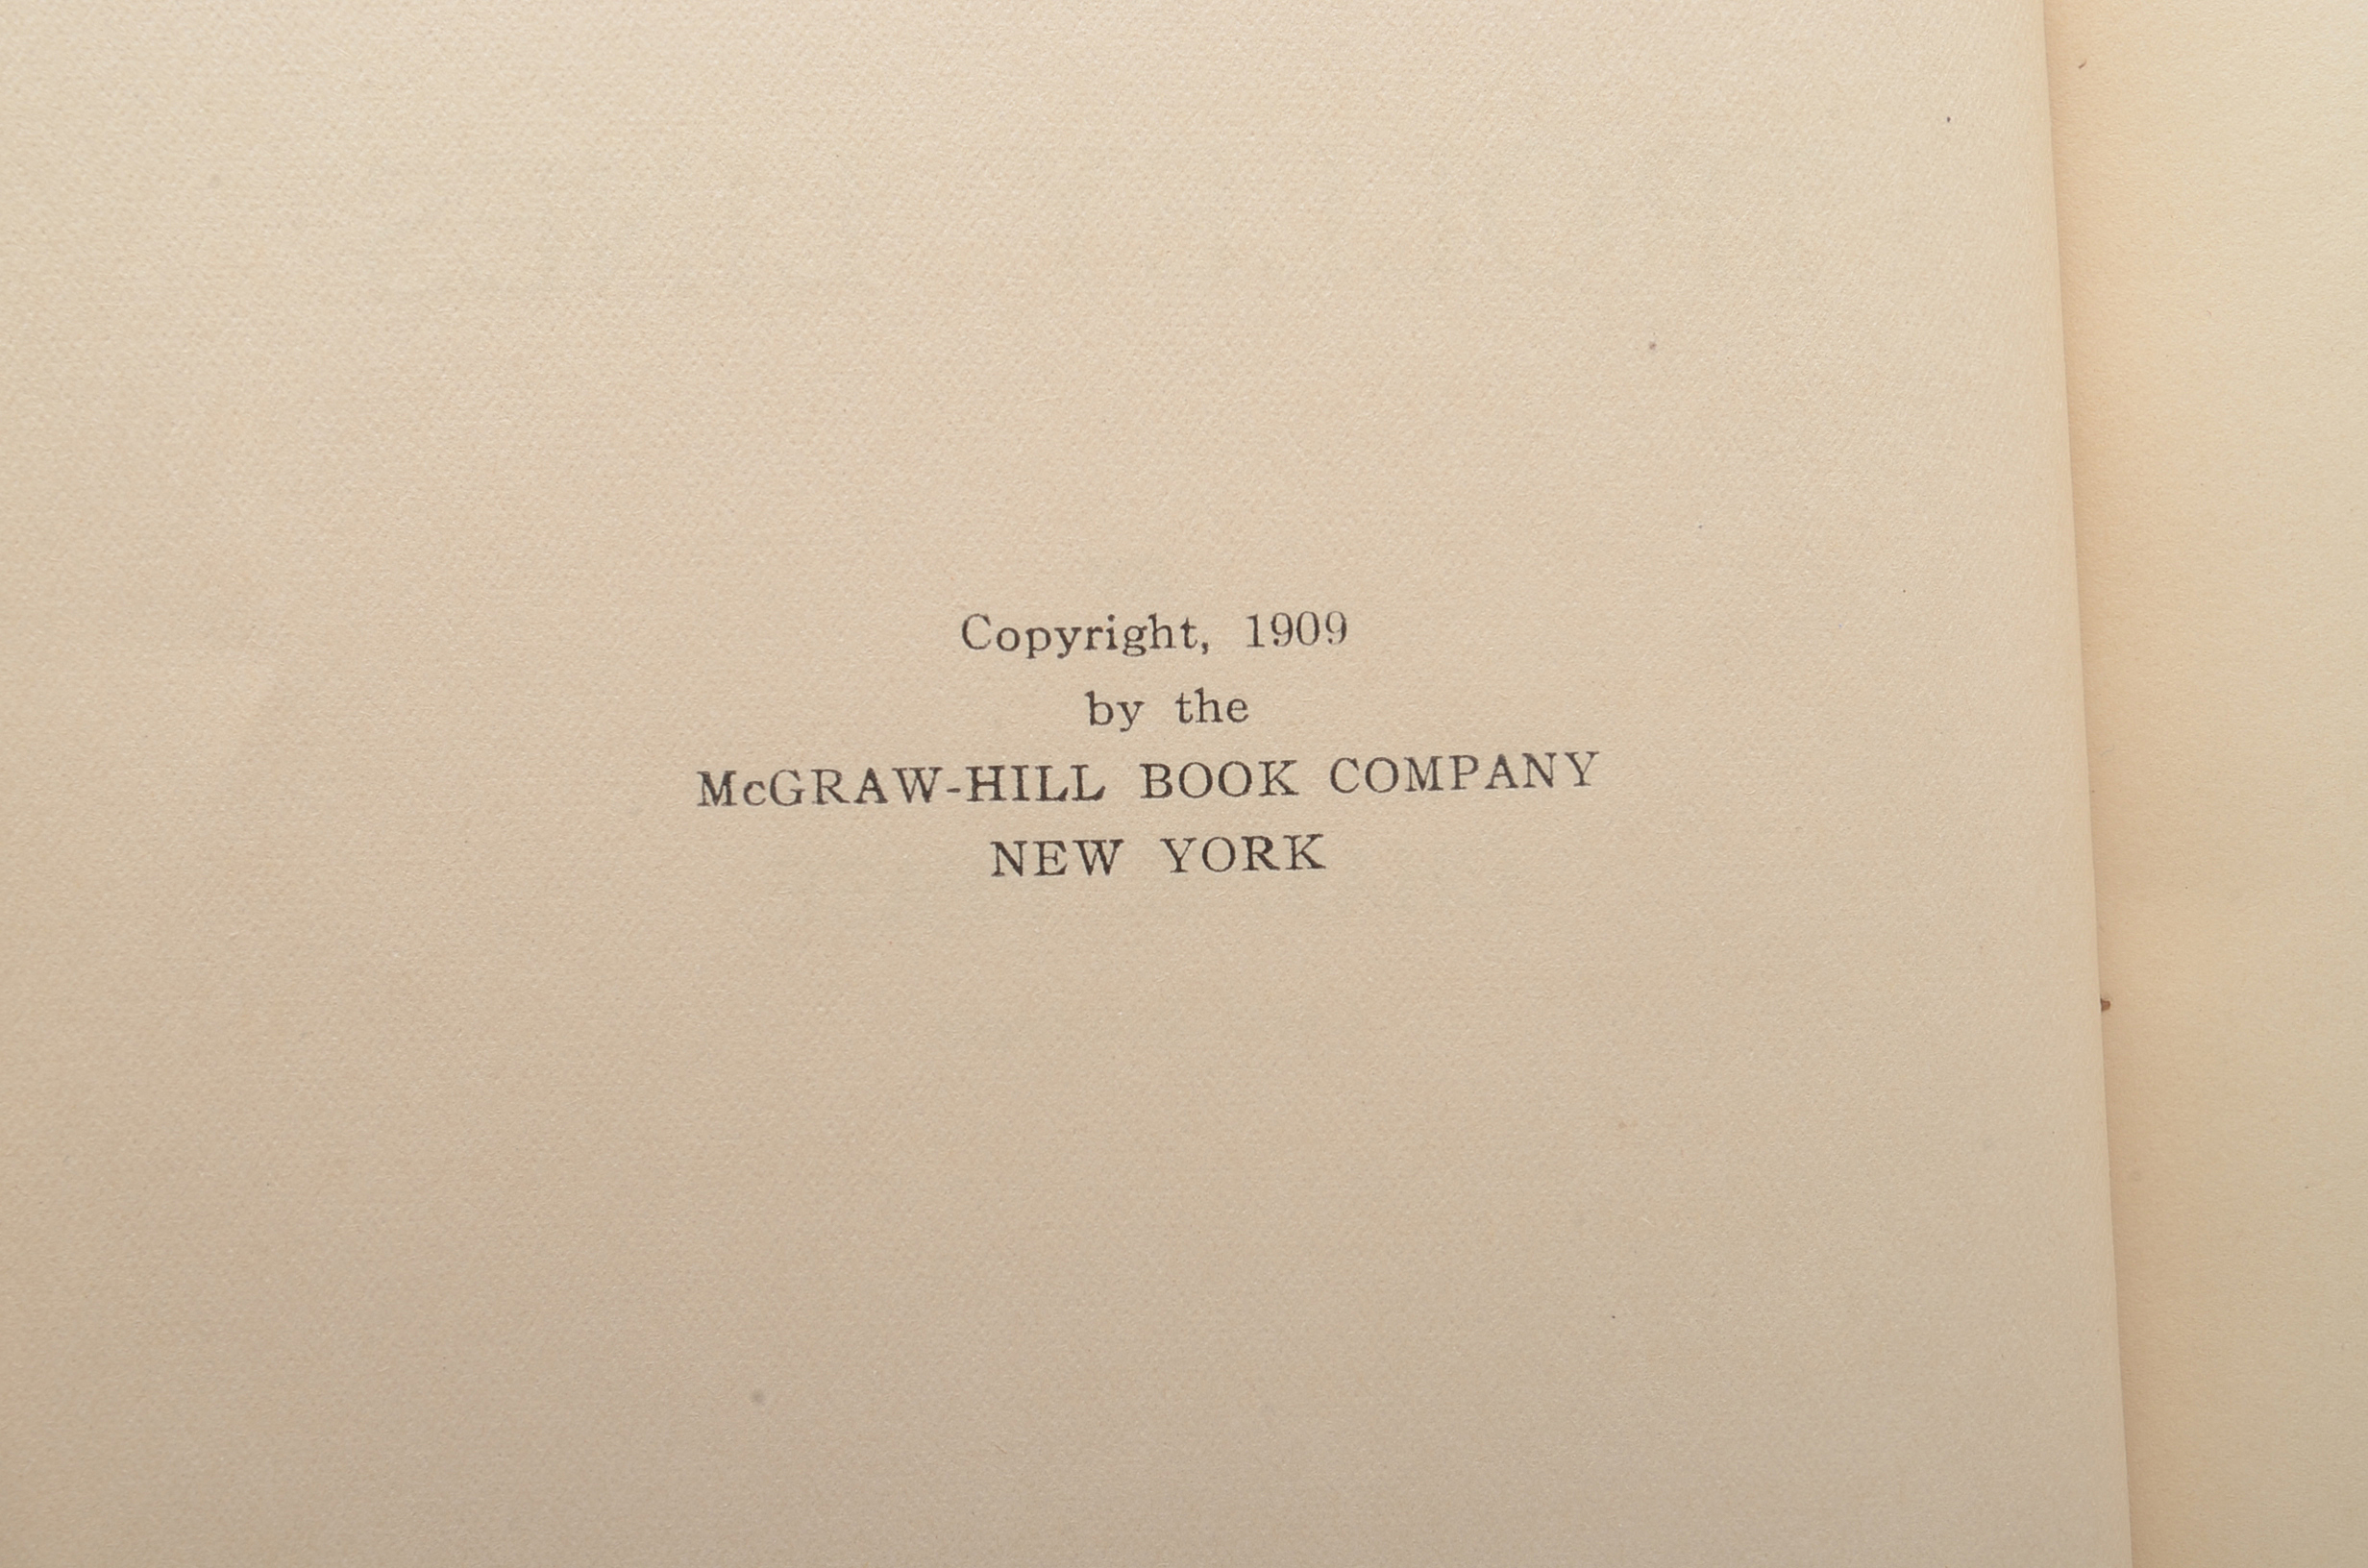 Copyright, 1909
by the
McGRAW-HILL BOOK COMPANY
NEW YORK